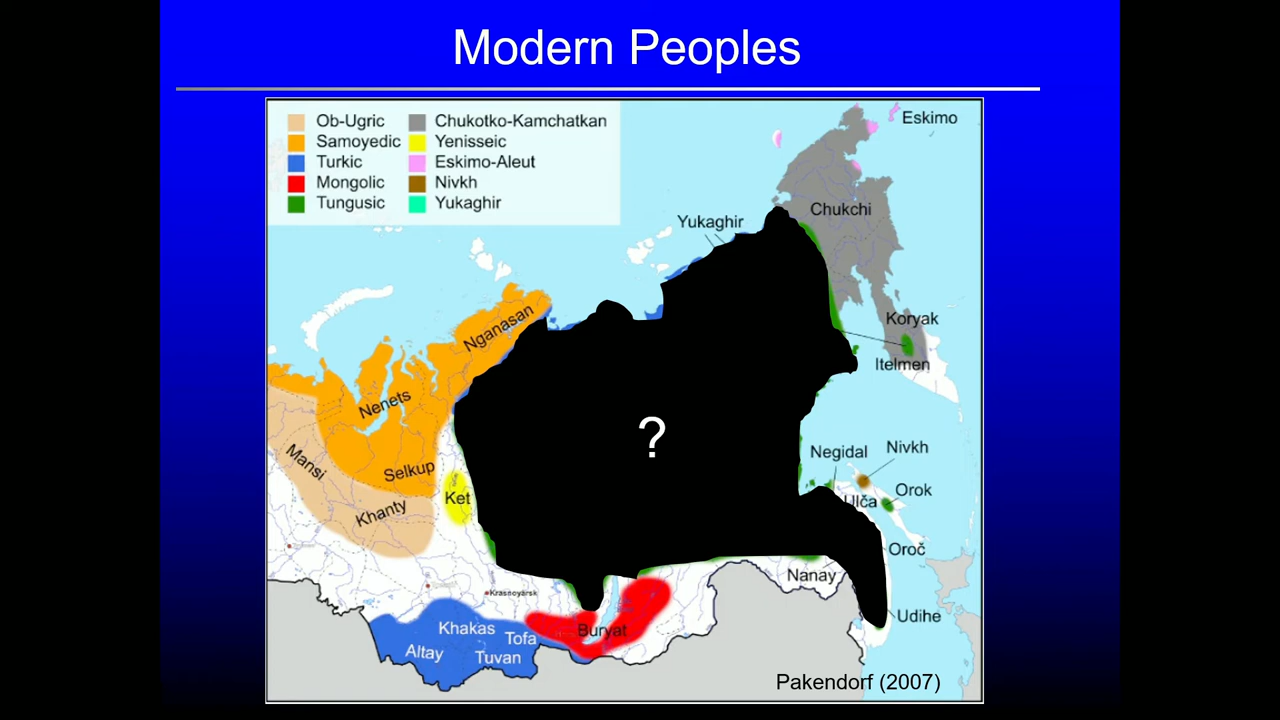 Modern Peoples
Ob-Ugric
Samoyedic
Turkic
Mongolic
Tungusic
Chukotko-Kamchatkan
Yenisseic
Eskimo-Aleut
Nivkh
Yukaghir
Eskimo
Chukchi
Yukaghir
Nganasan
Koryak
Itelmen
Nenets
?
Mansi
Selkup
Negidal
Nivkh
Ket
Khanty
Orok
Ulča
Oroč
Nanay
Krasnoyarsk
Udihe
Khakas
Tofa
Buryat
Altay
Tuvan
Pakendorf (2007)